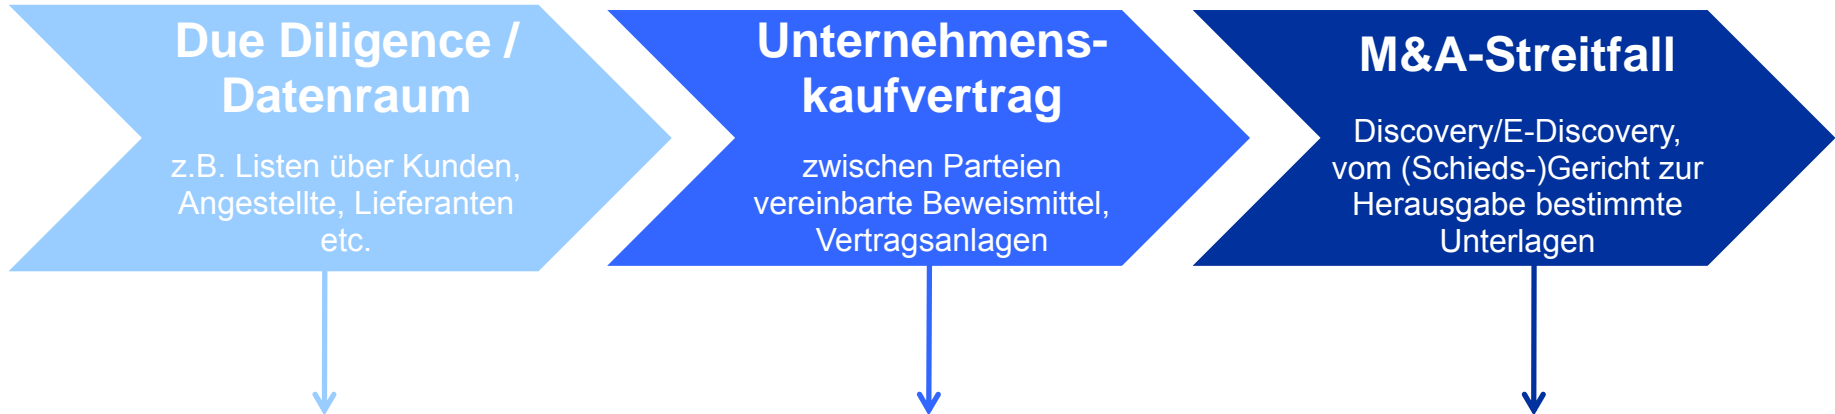 Due Diligence /
Datenraum
z.B. Listen über Kunden,
Angestellte, Lieferanten
etc.
Unternehmens-
kaufvertrag
zwischen Parteien
vereinbarte Beweismittel,
Vertragsanlagen
M&A-Streitfall
Discovery/E-Discovery,
vom (Schieds-)Gericht zur
Herausgabe bestimmte
Unterlagen